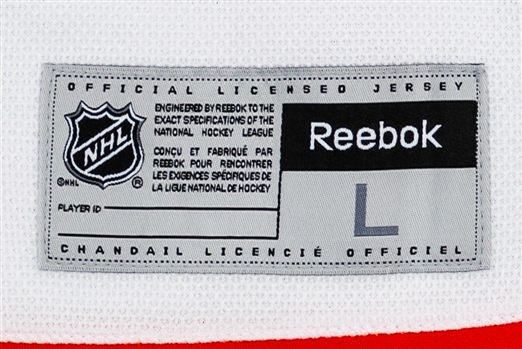 OFFICIAL LICENSED JERSEY
NHL
©NHL ®
ENGINEERED BY REEBOK TO THE
EXACT SPECIFICATIONS OF THE
NATIONAL HOCKEY LEAGUE
CONÇU ET FABRIQUÉ PAR
REEBOK POUR RENCONTRER
LES EXIGENCES SPÉCIFIQUES DE
LA LIGUE NATIONAL DE HOCKEY
PLAYER ID
Reebok
L
CHANDAIL LICENCIÉ OFFICIEL